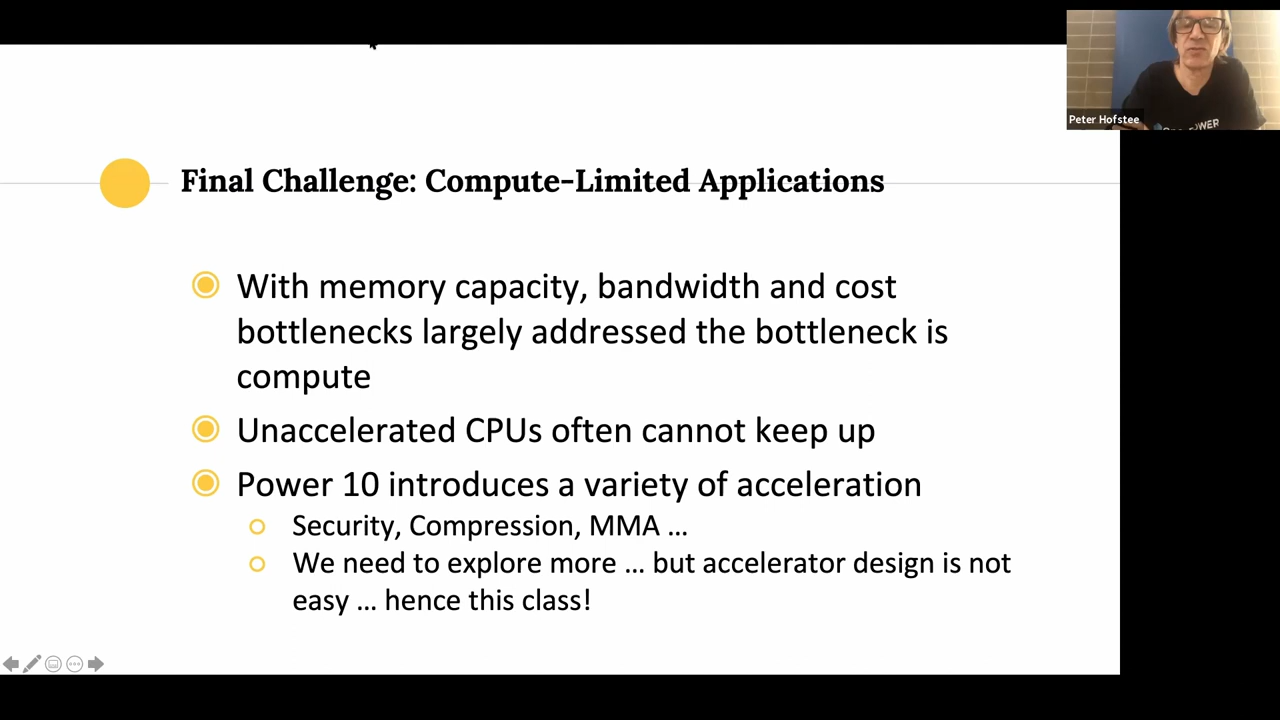 Peter Hofstee
Final Challenge: Compute-Limited Applications
With memory capacity, bandwidth and cost
bottlenecks largely addressed the bottleneck is
compute
Unaccelerated CPUs often cannot keep up
Power 10 introduces a variety of acceleration
Security, Compression, MMA …
We need to explore more … but accelerator design is not
easy … hence this class!